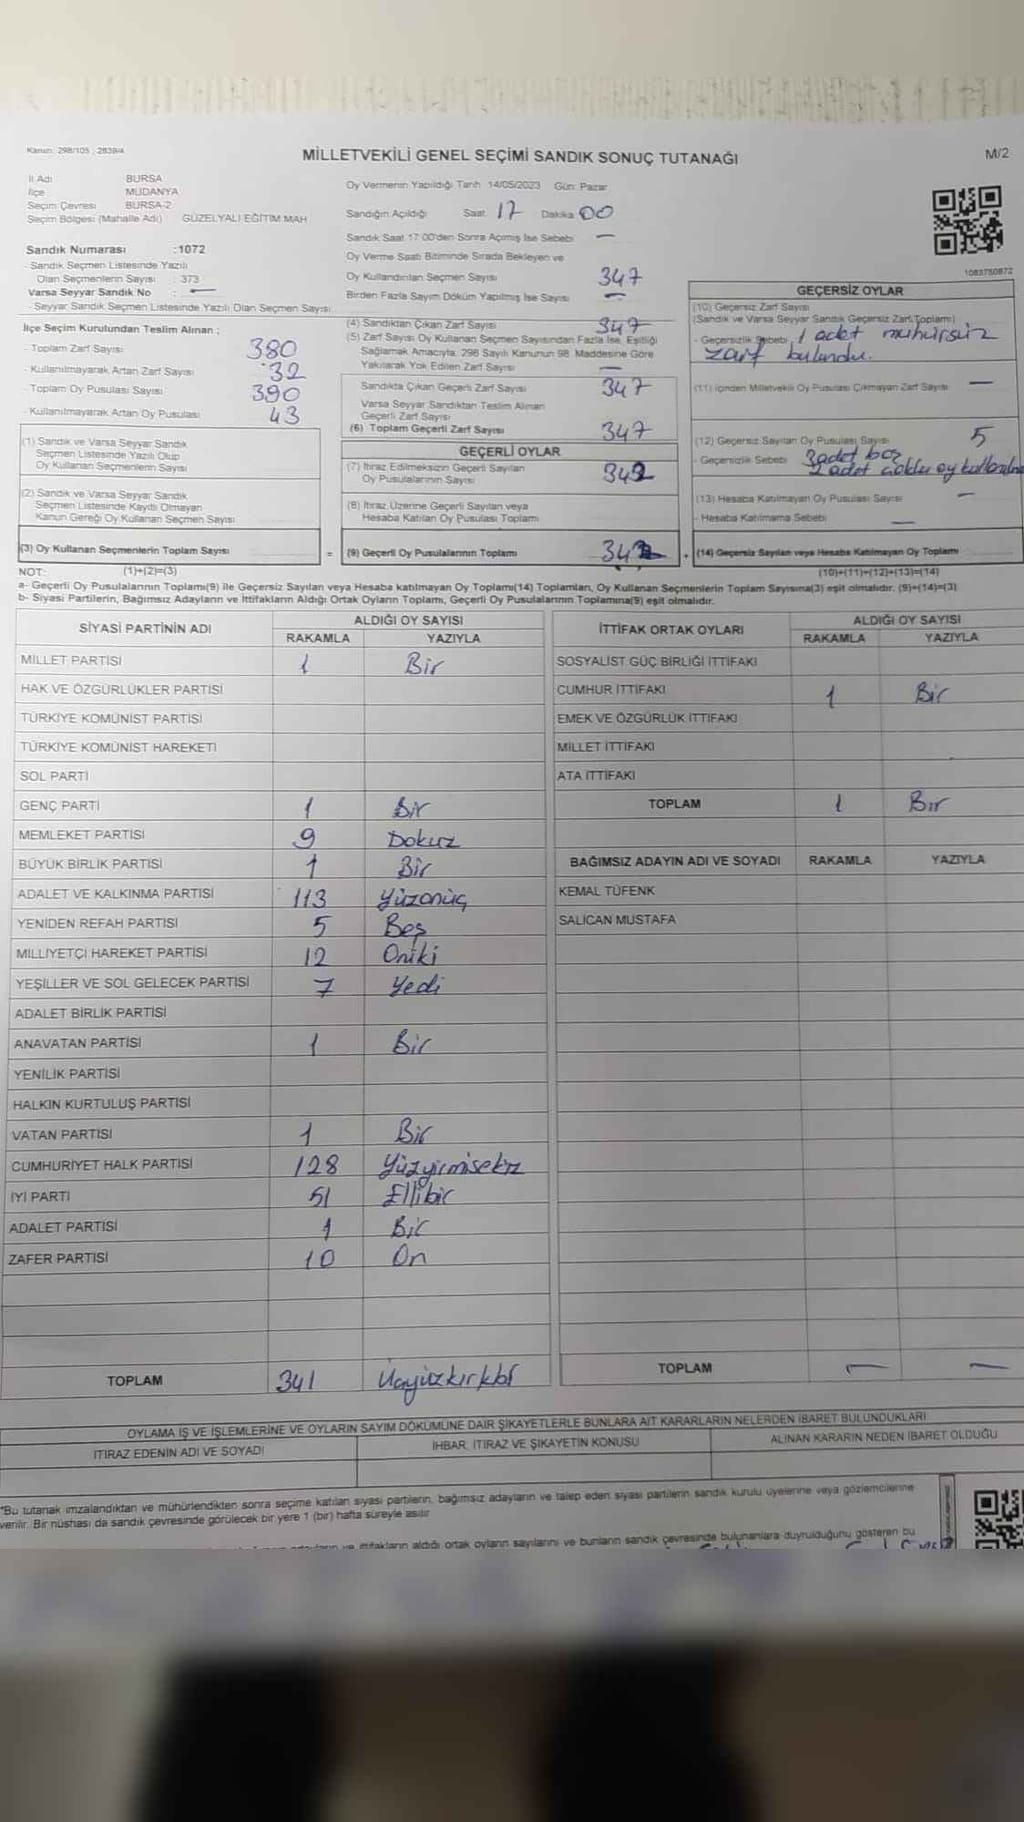 Kanun: 298/105 ; 2839/4
MİLLETVEKİLİ GENEL SEÇİMİ SANDIK SONUÇ TUTANAĞI
M/2
İl Adı BURSA
İlçe MUDANYA
Seçim Çevresi BURSA-2
Seçim Bölgesi (Mahalle Adı) GÜZELYALI EĞİTİM MAH
Sandık Numarası :1072
- Sandık Seçmen Listesinde Yazılı
Olan Seçmenlerin Sayısı : 373
Varsa Seyyar Sandık No : —
- Seyyar Sandık Seçmen Listesinde Yazılı Olan Seçmen Sayısı
İlçe Seçim Kurulundan Teslim Alınan ;
- Toplam Zarf Sayısı 380
- Kullanılmayarak Artan Zarf Sayısı 32
- Toplam Oy Pusulası Sayısı 390
- Kullanılmayarak Artan Oy Pusulası 43
(1) Sandık ve Varsa Seyyar Sandık
Seçmen Listesinde Yazılı Olup
Oy Kullanan Seçmenlerin Sayısı
(2) Sandık ve Varsa Seyyar Sandık
Seçmen Listesinde Kayıtlı Olmayan
Kanun Gereği Oy Kullanan Seçmen Sayısı
(3) Oy Kullanan Seçmenlerin Toplam Sayısı
Oy Vermenin Yapıldığı Tarih 14/05/2023 Gün: Pazar
Sandığın Açıldığı Saat 17 Dakika 00
Sandık Saat 17:00'den Sonra Açılmış İse Sebebi —
Oy Verme Saati Bitiminde Sırada Bekleyen ve
Oy Kullandırılan Seçmen Sayısı 347
Birden Fazla Sayım Döküm Yapılmış İse Sayısı —
(4) Sandıktan Çıkan Zarf Sayısı 347
(5) Zarf Sayısı Oy Kullanan Seçmen Sayısından Fazla İse, Eşitliği
Sağlamak Amacıyla, 298 Sayılı Kanunun 98. Maddesine Göre
Yakılarak Yok Edilen Zarf Sayısı —
Sandıkta Çıkan Geçerli Zarf Sayısı 347
Varsa Seyyar Sandıktan Teslim Alınan
Geçerli Zarf Sayısı
(6) Toplam Geçerli Zarf Sayısı 347
GEÇERLİ OYLAR
(7) İtiraz Edilmeksizin Geçerli Sayılan
Oy Pusulalarının Sayısı 342
(8) İtiraz Üzerine Geçerli Sayılan veya
Hesaba Katılan Oy Pusulası Toplamı
= (9) Geçerli Oy Pusulalarının Toplamı 342
1083750872
GEÇERSİZ OYLAR
(10) Geçersiz Zarf Sayısı
(Sandık ve Varsa Seyyar Sandık Geçersiz Zarf Toplamı)
- Geçersizlik Sebebi 1 adet mühürsüz
zarf bulundu.
(11) İçinden Milletvekili Oy Pusulası Çıkmayan Zarf Sayısı —
(12) Geçersiz Sayılan Oy Pusulası Sayısı 5
- Geçersizlik Sebebi 3 adet boş
2 adet oy
(13) Hesaba Katılmayan Oy Pusulası Sayısı —
- Hesaba Katılmama Sebebi —
+ (14) Geçersiz Sayılan veya Hesaba Katılmayan Oy Toplamı
NOT: (1)+(2)=(3) (10)+(11)+(12)+(13)=(14)
a- Geçerli Oy Pusulalarının Toplamı(9) ile Geçersiz Sayılan veya Hesaba katılmayan Oy Toplamı(14) Toplamları, Oy Kullanan Seçmenlerin Toplam Sayısına(3) eşit olmalıdır. (9)+(14)=(3)
b- Siyasi Partilerin, Bağımsız Adayların ve İttifakların Aldığı Ortak Oyların Toplamı, Geçerli Oy Pusulalarının Toplamına(9) eşit olmalıdır.
SİYASİ PARTİNİN ADI ALDIĞI OY SAYISI
RAKAMLA YAZIYLA
MİLLET PARTİSİ 1 Bir
HAK VE ÖZGÜRLÜKLER PARTİSİ
TÜRKİYE KOMÜNİST PARTİSİ
TÜRKİYE KOMÜNİST HAREKETİ
SOL PARTİ
GENÇ PARTİ 1 Bir
MEMLEKET PARTİSİ 9 Dokuz
BÜYÜK BİRLİK PARTİSİ 1 Bir
ADALET VE KALKINMA PARTİSİ 113 Yüzonüç
YENİDEN REFAH PARTİSİ 5 Beş
MİLLİYETÇİ HAREKET PARTİSİ 12 Oniki
YEŞİLLER VE SOL GELECEK PARTİSİ 7 Yedi
ADALET BİRLİK PARTİSİ
ANAVATAN PARTİSİ 1 Bir
YENİLİK PARTİSİ
HALKIN KURTULUŞ PARTİSİ
VATAN PARTİSİ 1 Bir
CUMHURİYET HALK PARTİSİ 128 Yüzyirmisekiz
İYİ PARTİ 51 Ellibir
ADALET PARTİSİ 1 Bir
ZAFER PARTİSİ 10 On
TOPLAM 341 Üçyüzkırkbir
İTTİFAK ORTAK OYLARI ALDIĞI OY SAYISI
RAKAMLA YAZIYLA
SOSYALİST GÜÇ BİRLİĞİ İTTİFAKI
CUMHUR İTTİFAKI 1 Bir
EMEK VE ÖZGÜRLÜK İTTİFAKI
MİLLET İTTİFAKI
ATA İTTİFAKI
TOPLAM 1 Bir
BAĞIMSIZ ADAYIN ADI VE SOYADI RAKAMLA YAZIYLA
KEMAL TÜFENK
SALİCAN MUSTAFA
TOPLAM — —
OYLAMA İŞ VE İŞLEMLERİNE VE OYLARIN SAYIM DÖKÜMÜNE DAİR ŞİKAYETLERLE BUNLARA AİT KARARLARIN NELERDEN İBARET BULUNDUKLARI
İTİRAZ EDENİN ADI VE SOYADI İHBAR, İTİRAZ VE ŞİKAYETİN KONUSU ALINAN KARARIN NEDEN İBARET OLDUĞU
*Bu tutanak imzalandıktan ve mühürlendikten sonra seçime katılan siyasi partilerin, bağımsız adayların ve talep eden siyasi partilerin sandık kurulu üyelerine veya gözlemcilerine
verilir. Bir nüshası da sandık çevresinde görülecek bir yere 1 (bir) hafta süreyle asılır
ve ittifakların aldığı ortak oyların sayılarını ve bunların sandık çevresinde bulunanlara duyrulduğunu gösteren bu